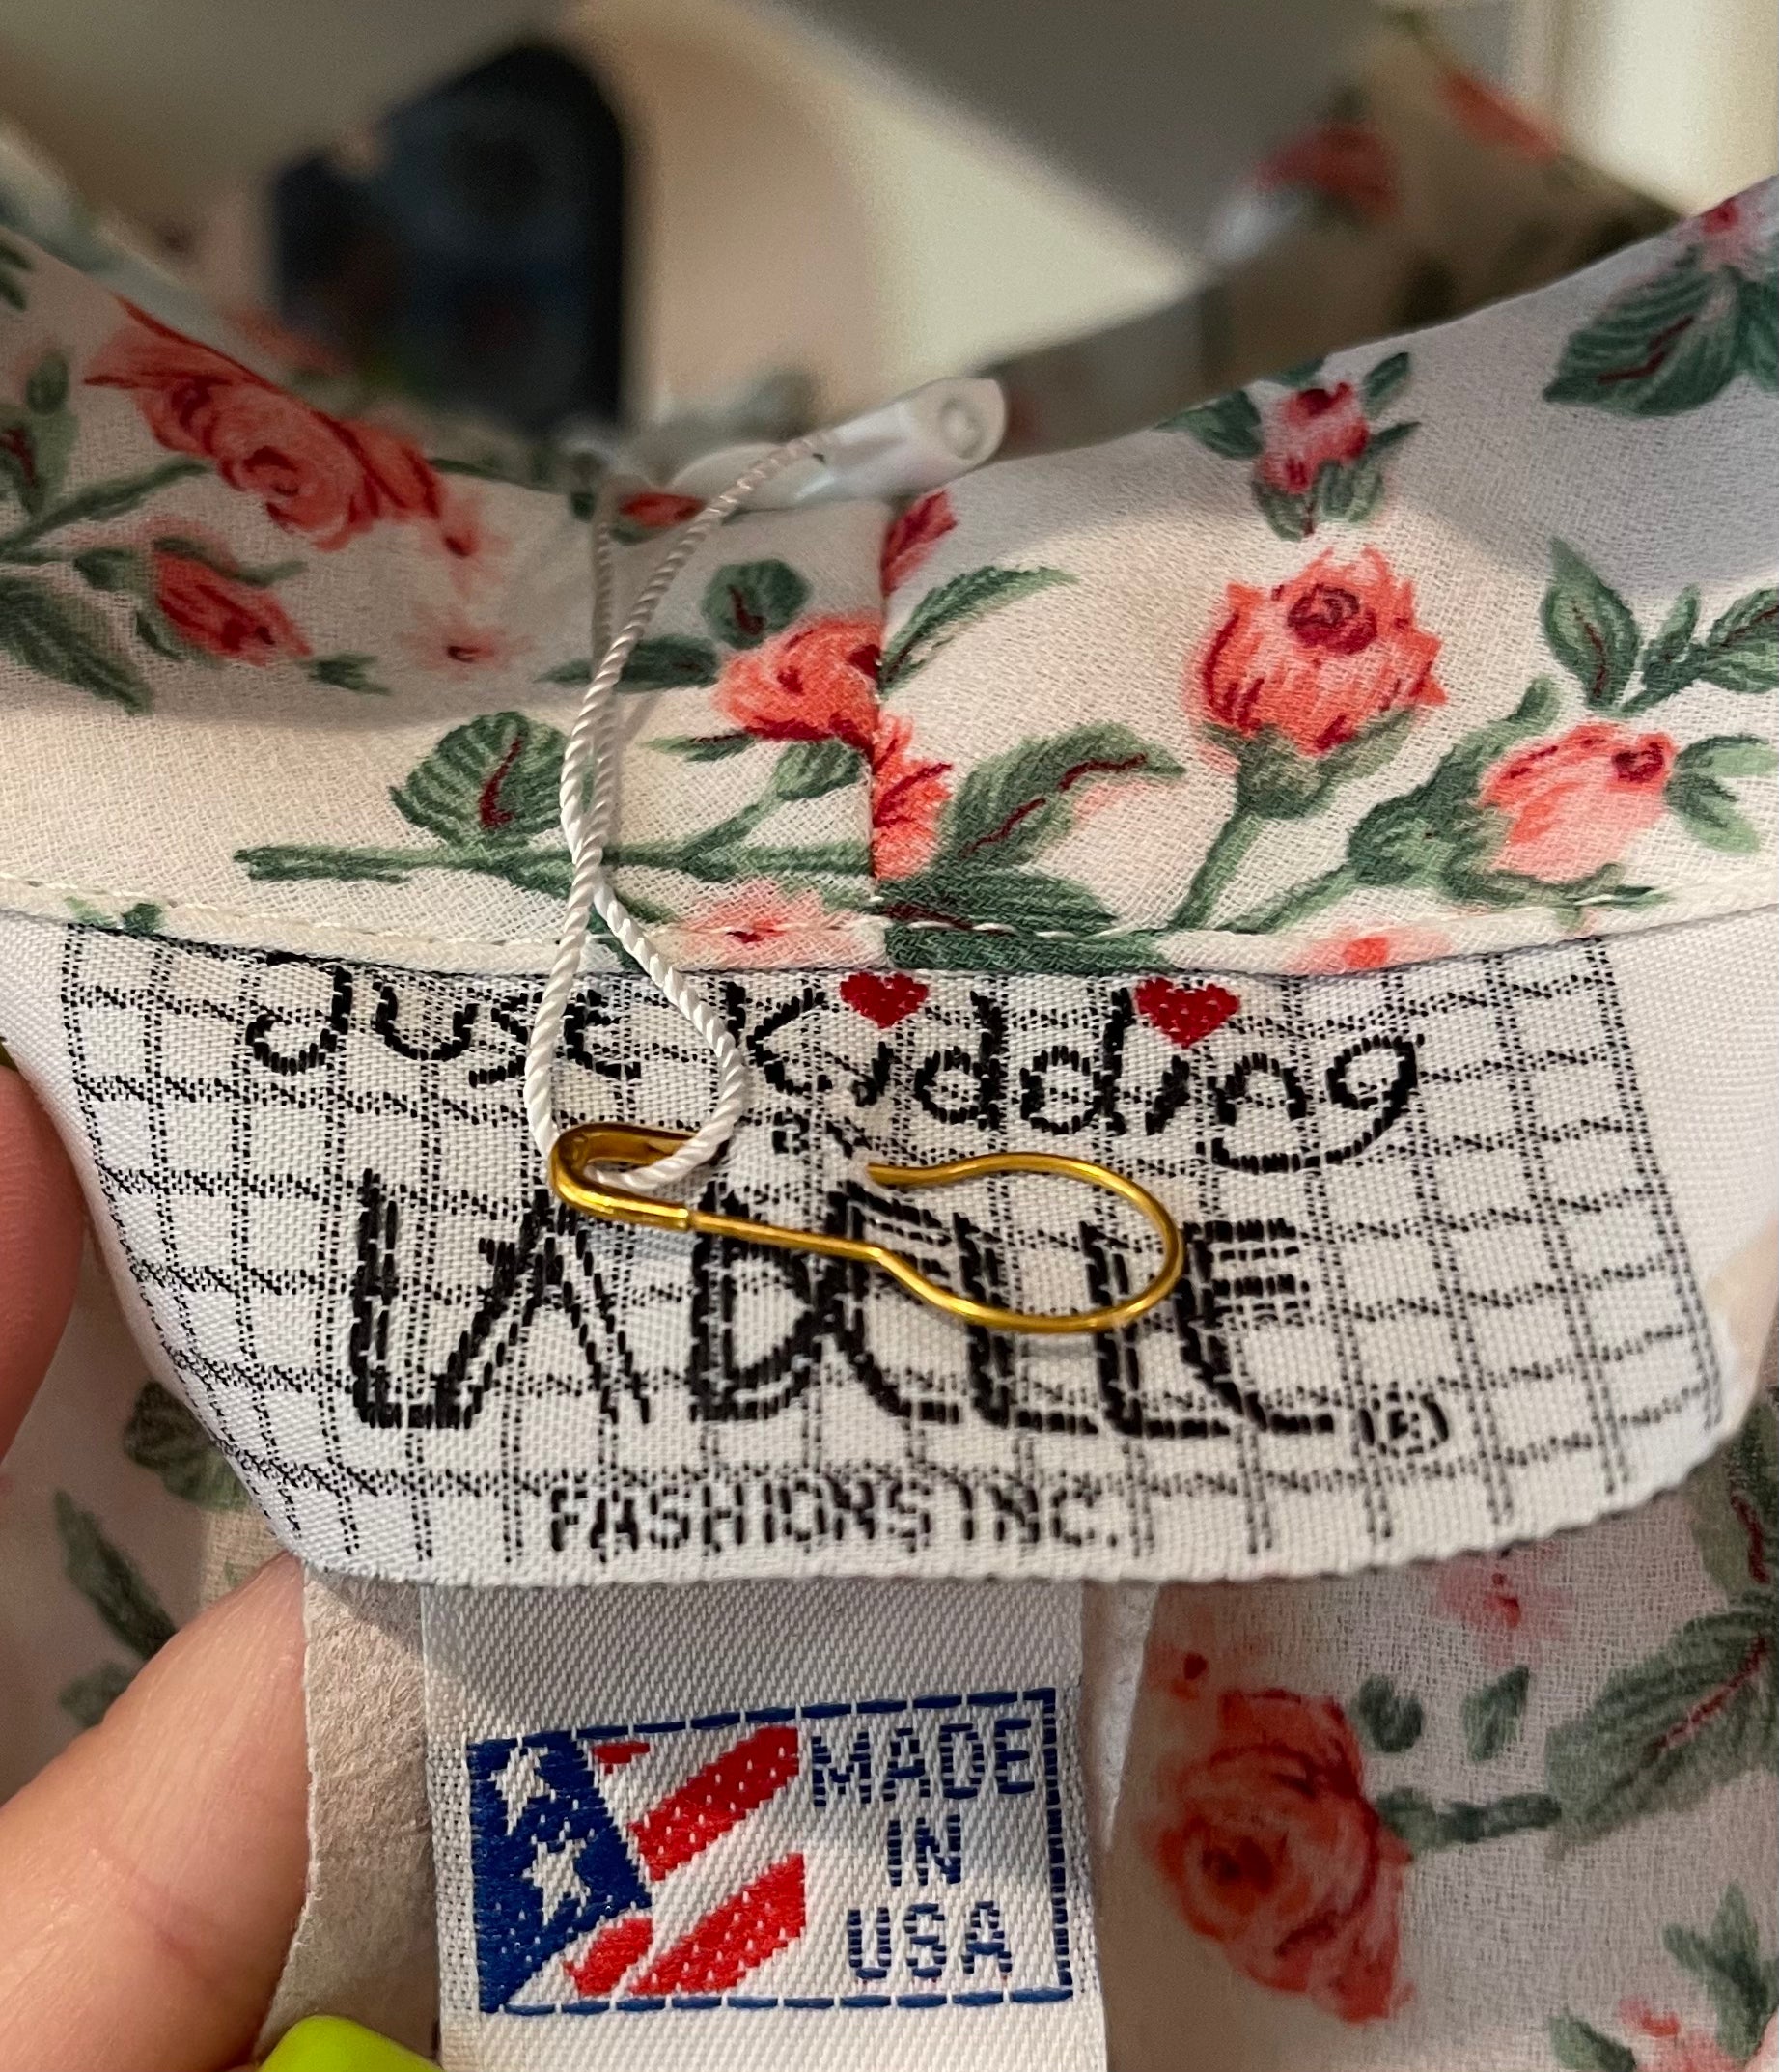 Just Kidding
BY
LA BELLE ®
FASHIONS INC.
MADE
IN
USA